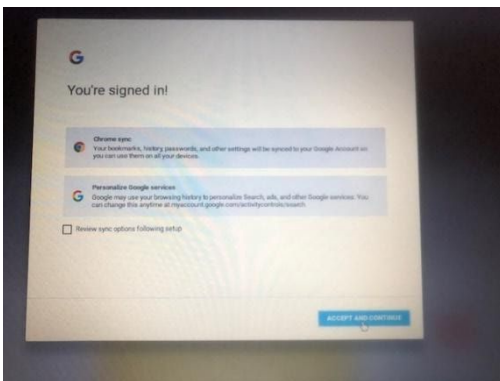 You're signed in!
Chrome sync
Your bookmarks, history, passwords, and other settings will be synced to your Google Account so
you can use them on all your devices.
Personalize Google services
Google may use your browsing history to personalize Search, ads, and other Google services. You
can change this anytime at myaccount.google.com/activitycontrols/search
Review sync options following setup
ACCEPT AND CONTINUE